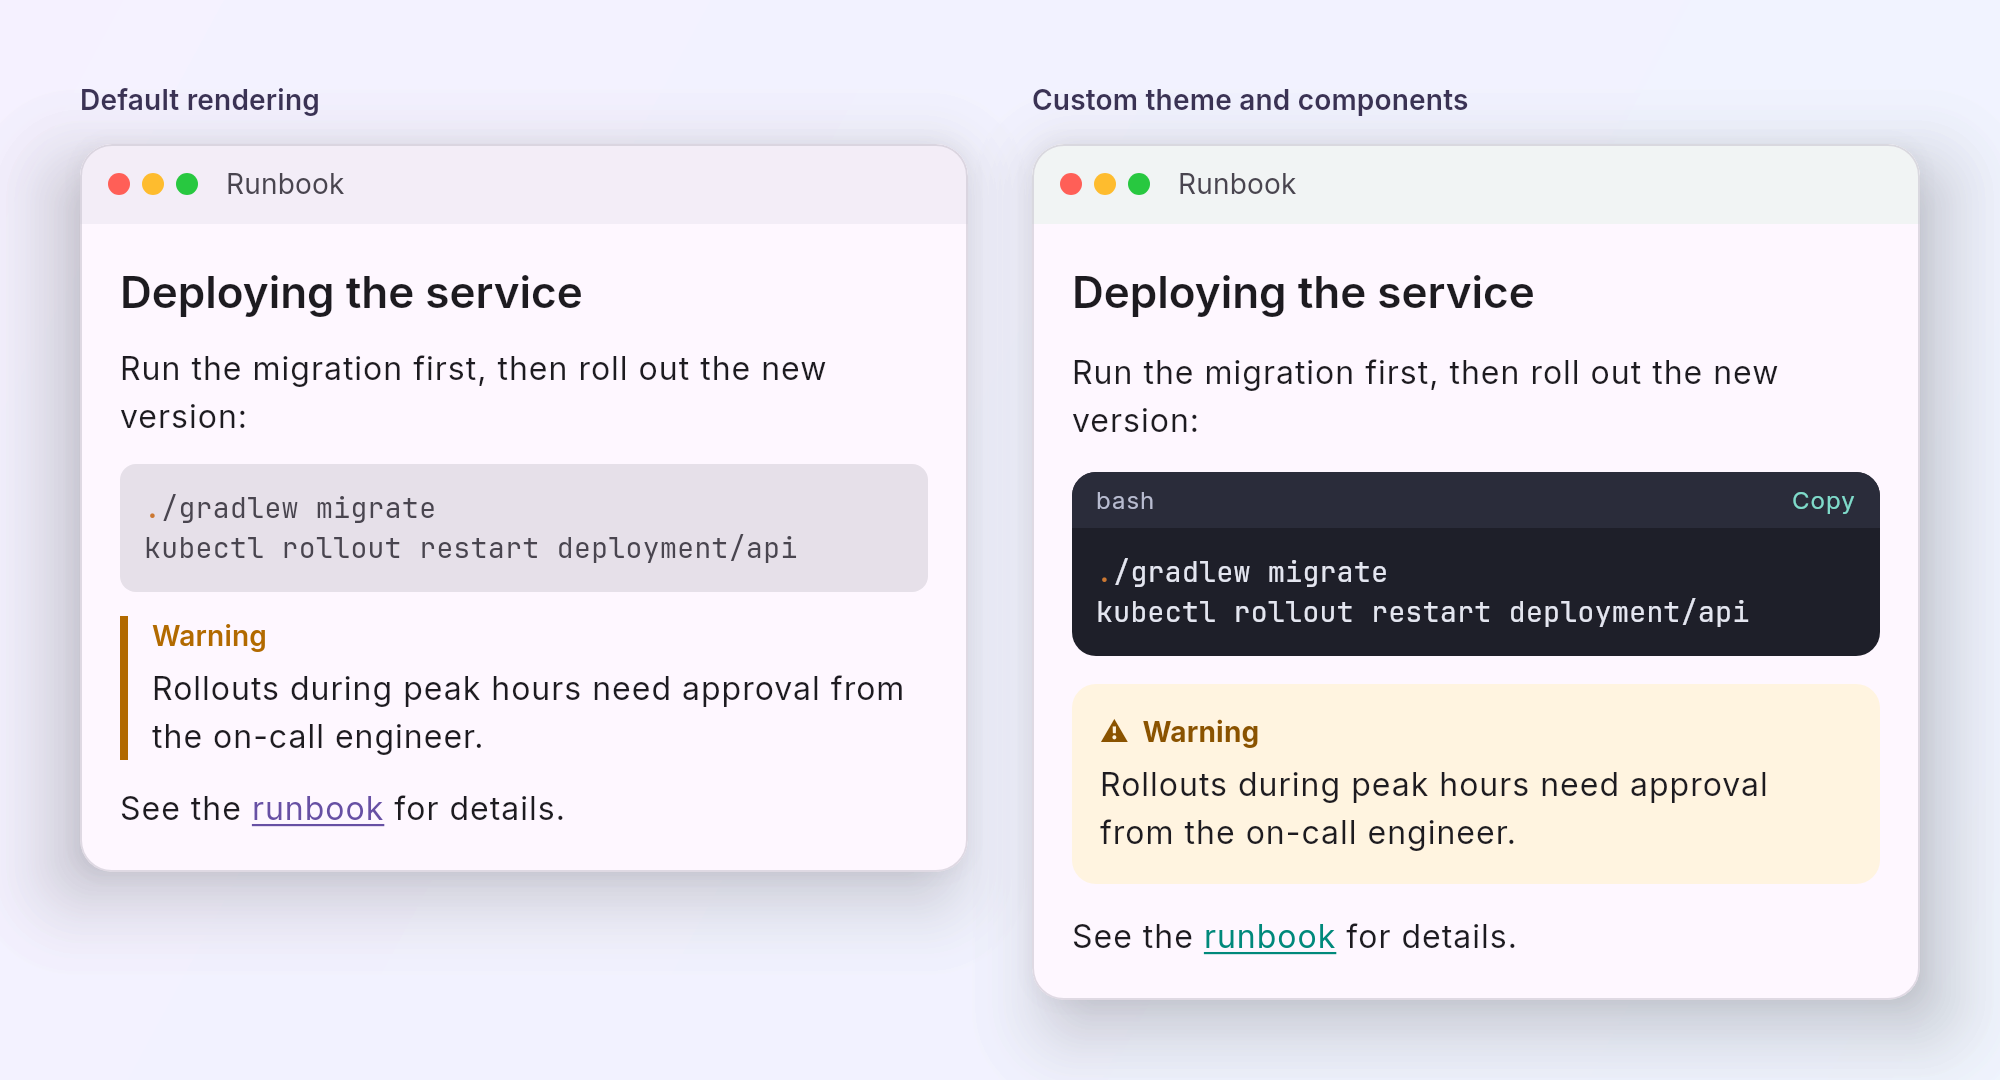 Default rendering
Runbook
Deploying the service
Run the migration first, then roll out the new
version:
./gradlew migrate
kubectl rollout restart deployment/api
Warning
Rollouts during peak hours need approval from
the on-call engineer.
See the runbook for details.
Custom theme and components
Runbook
Deploying the service
Run the migration first, then roll out the new
version:
bash Copy
./gradlew migrate
kubectl rollout restart deployment/api
Warning
Rollouts during peak hours need approval
from the on-call engineer.
See the runbook for details.